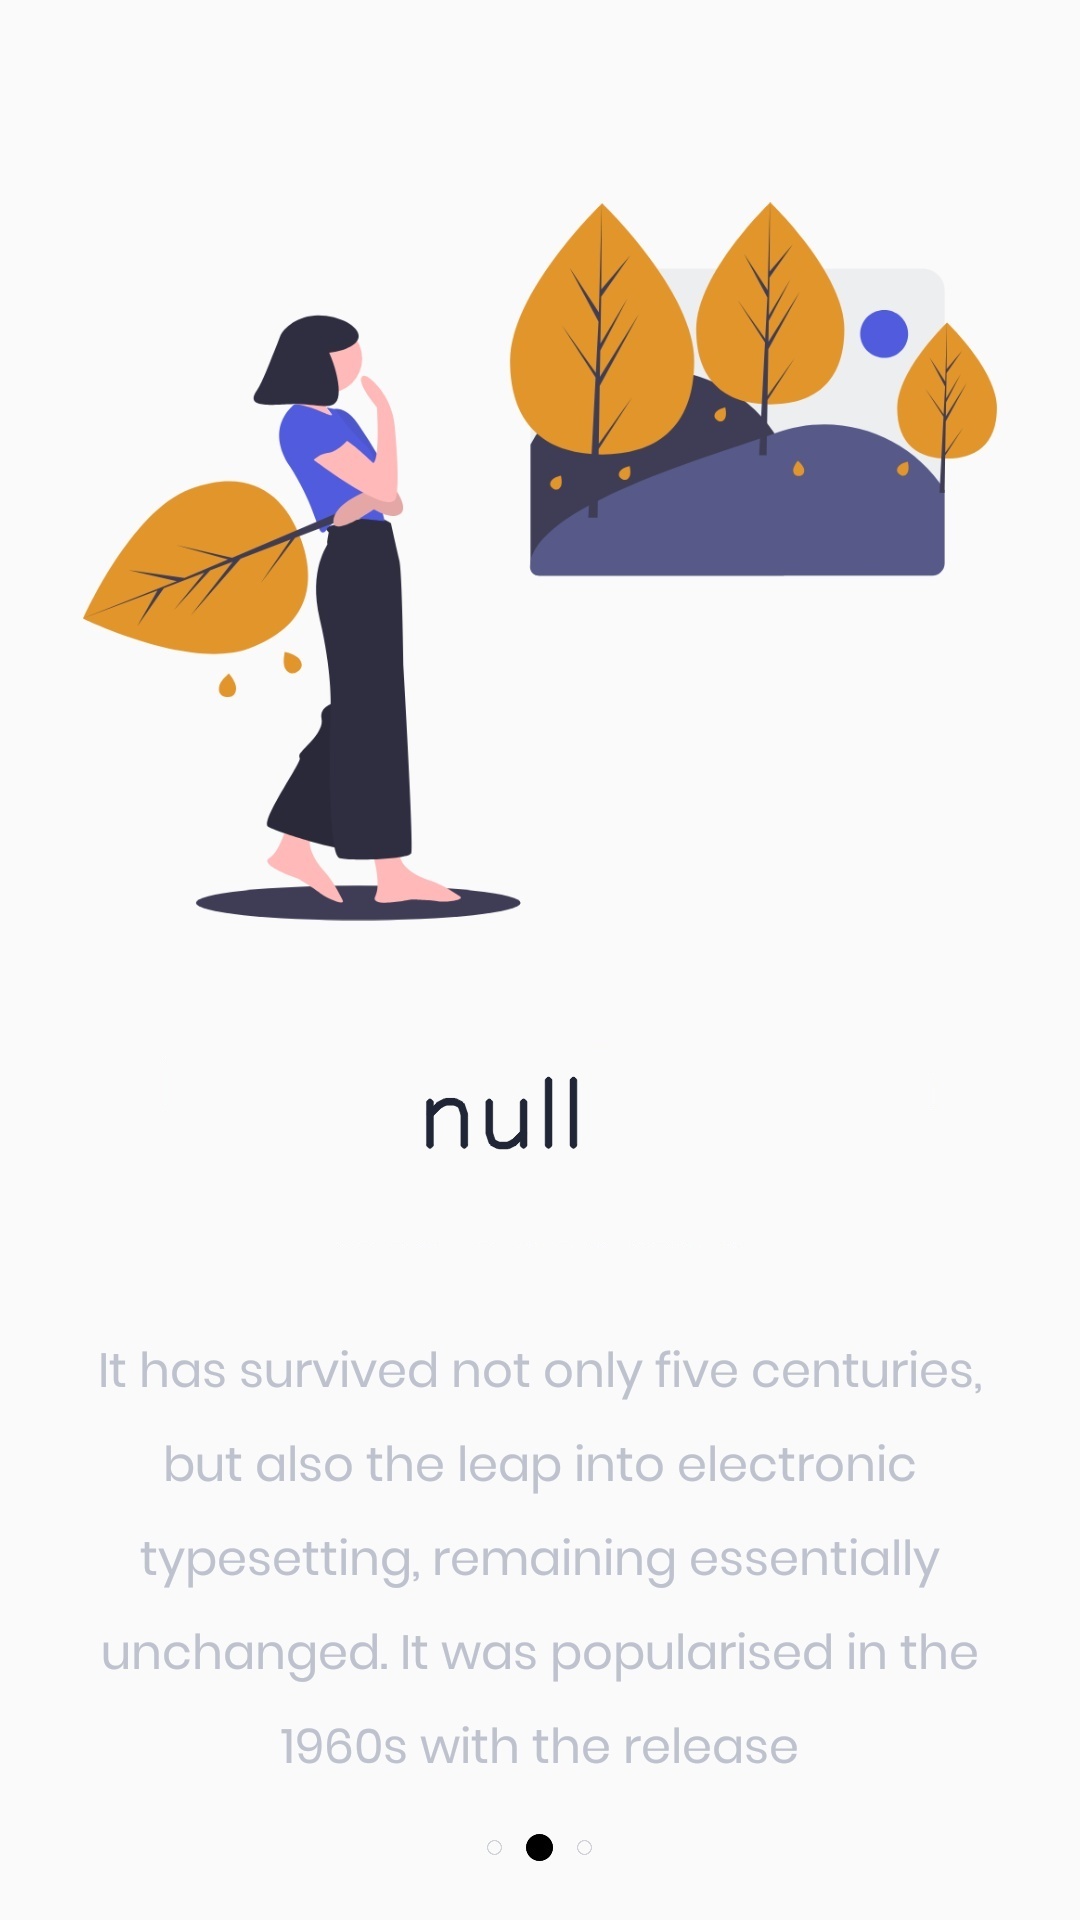 null
It has survived not only five centuries,
but also the leap into electronic
typesetting, remaining essentially
unchanged. It was popularised in the
1960s with the release